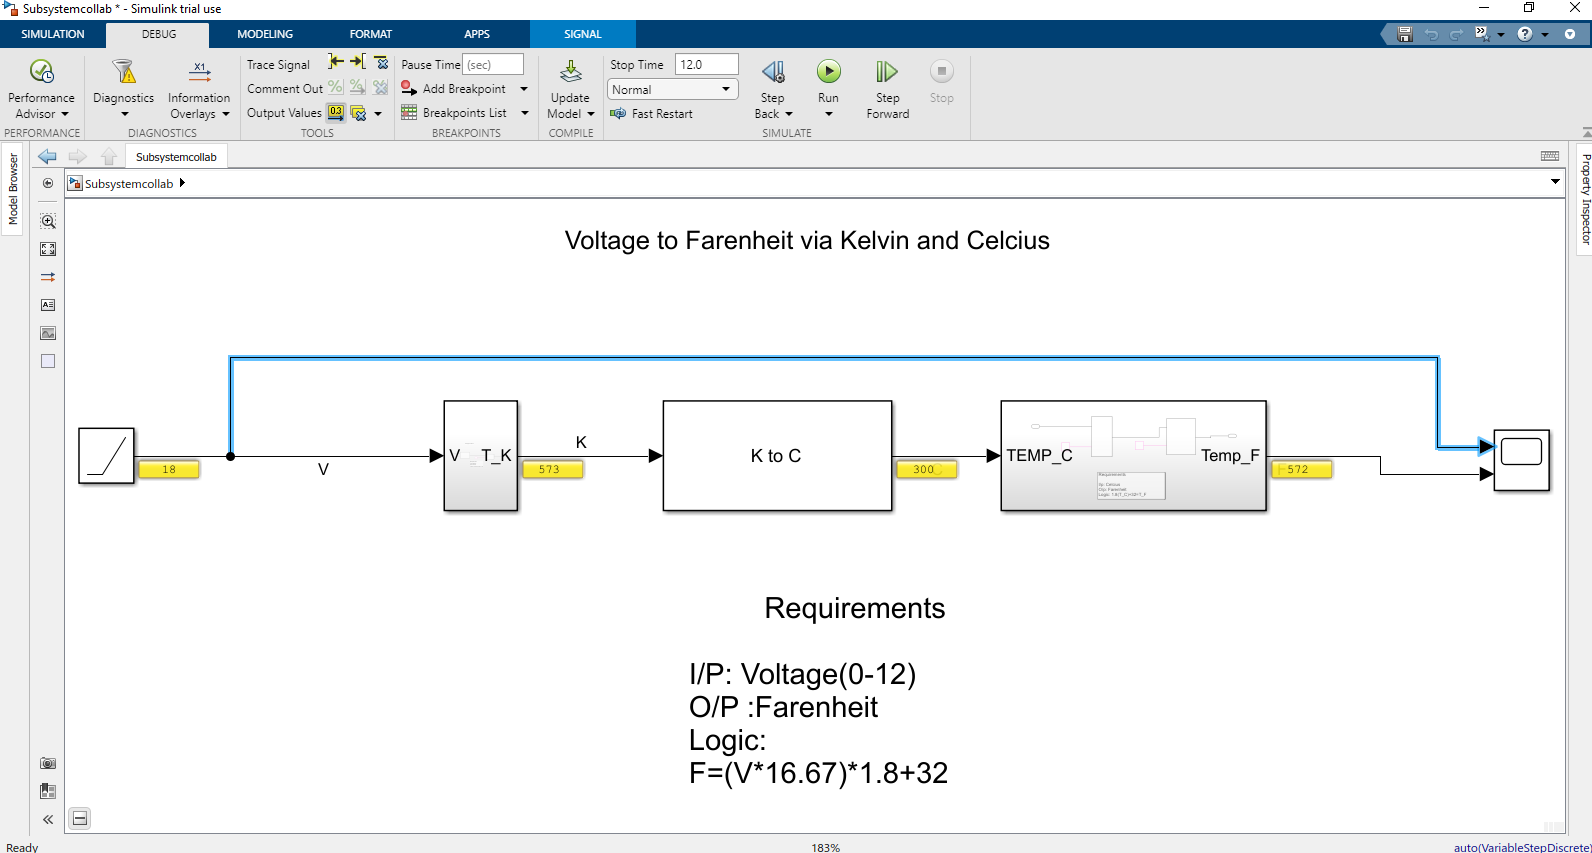 Subsystemcollab * - Simulink trial use
SIMULATION DEBUG MODELING FORMAT APPS SIGNAL
Performance Advisor
PERFORMANCE
Diagnostics
Information Overlays
DIAGNOSTICS
Trace Signal
Comment Out
Output Values
0.3
TOOLS
Pause Time (sec)
Add Breakpoint
Breakpoints List
BREAKPOINTS
Update Model
COMPILE
Stop Time 12.0
Normal
Fast Restart
Step Back
Run
Step Forward
Stop
SIMULATE
Model Browser
Property Inspector
Subsystemcollab
Subsystemcollab
Voltage to Farenheit via Kelvin and Celcius
18
V
V T_K
573
K
K to C
300
TEMP_C Temp_F
Requirements
572
Requirements
I/P: Voltage(0-12)
O/P :Farenheit
Logic:
F=(V*16.67)*1.8+32
Ready 183% auto(VariableStepDiscrete)